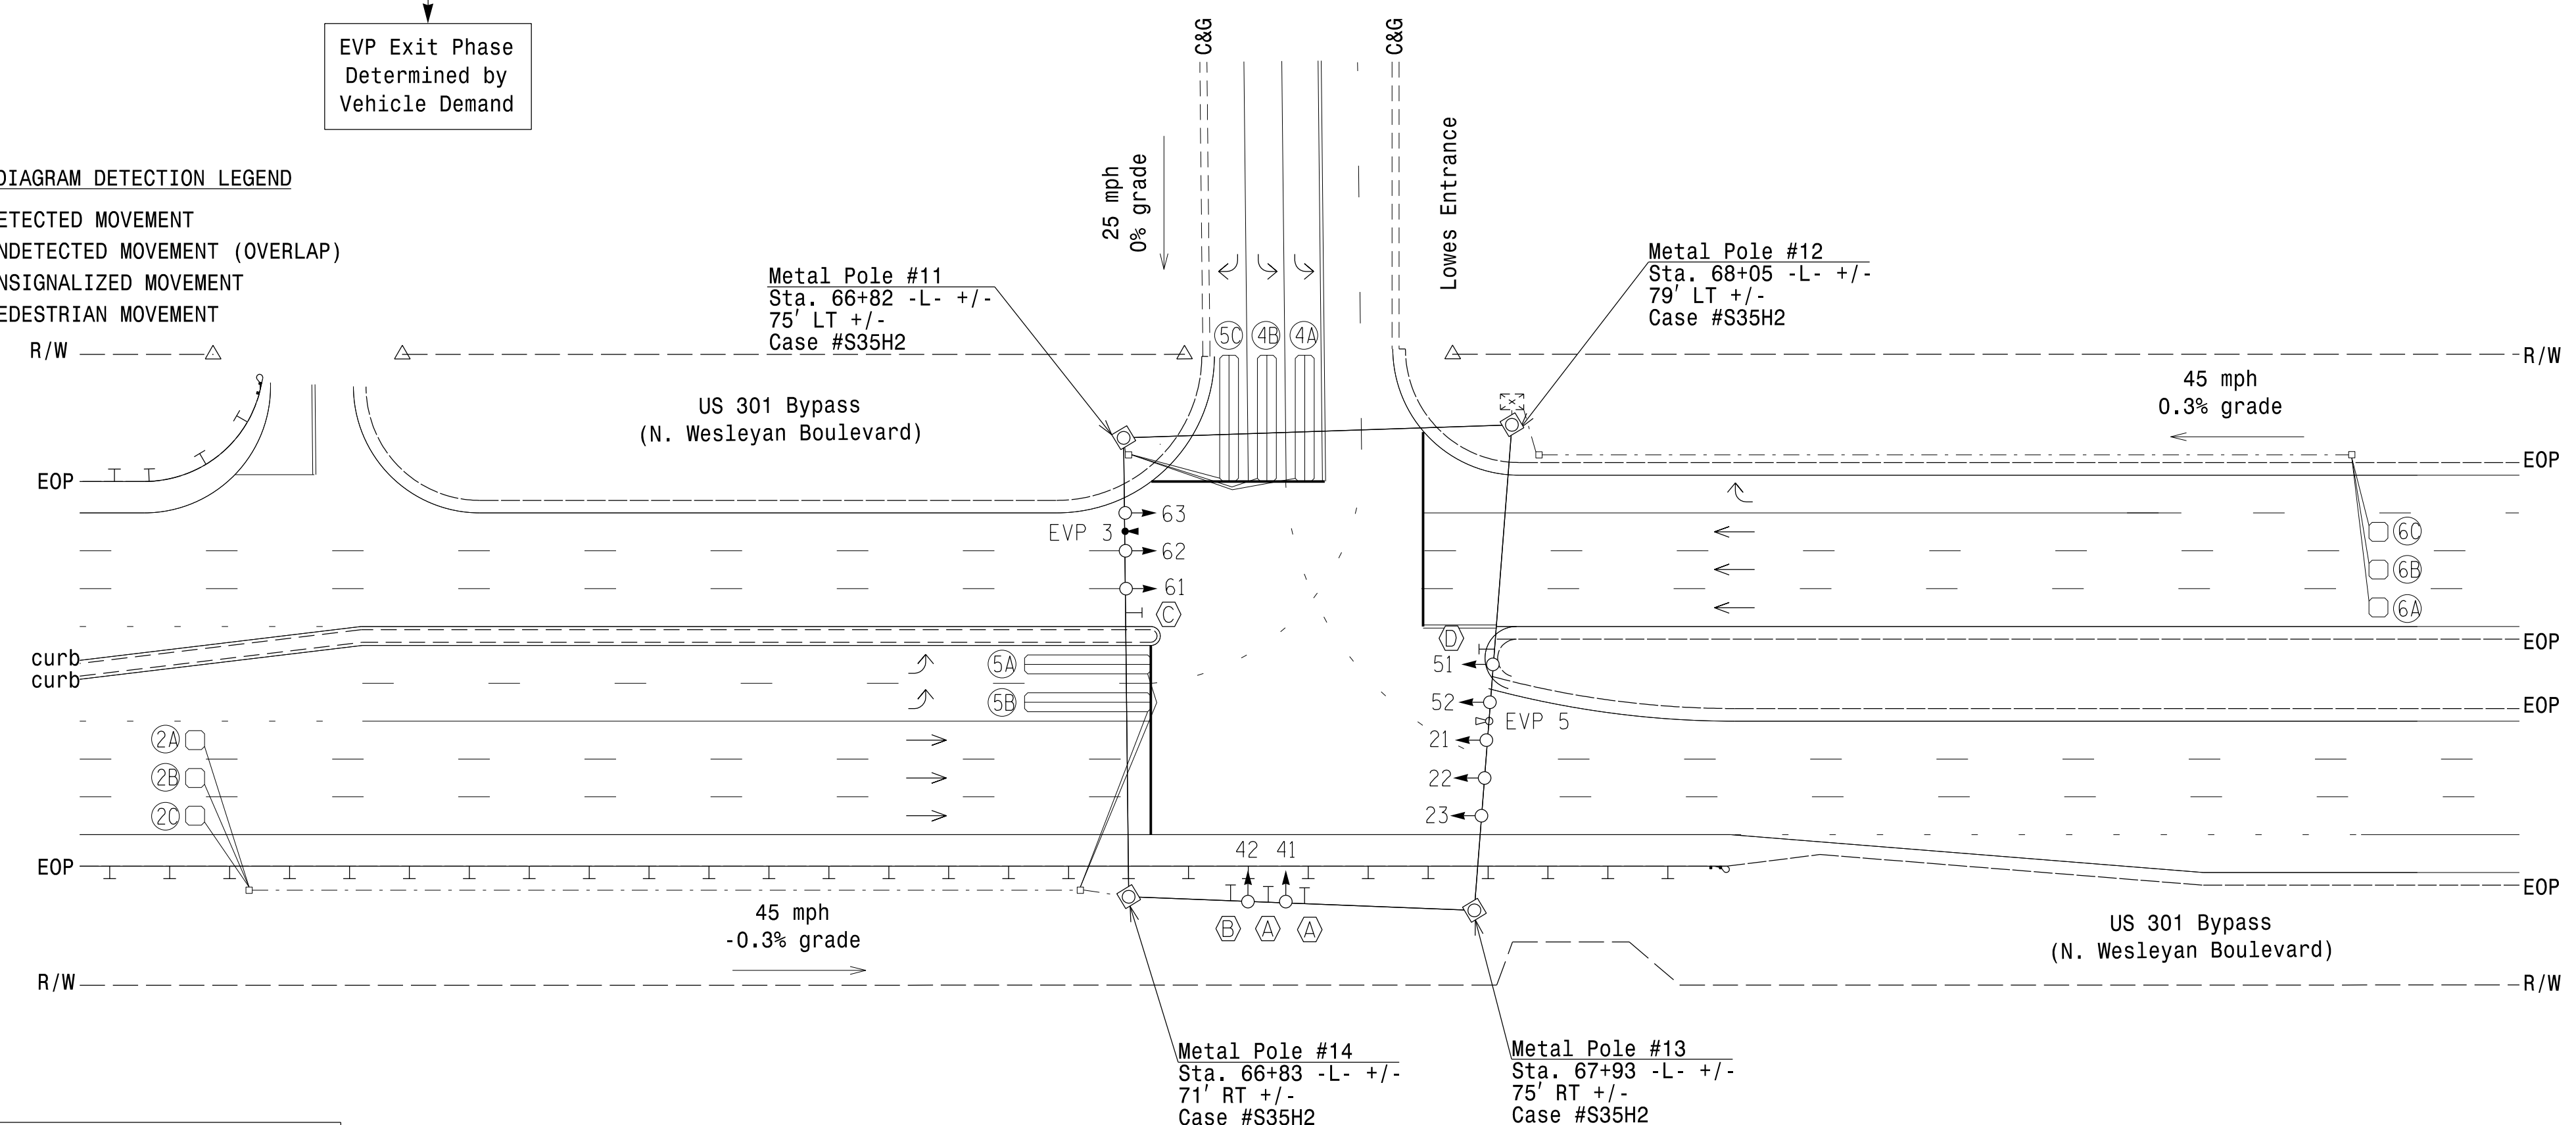 EVP Exit Phase
Determined by
Vehicle Demand
DIAGRAM DETECTION LEGEND
ETECTED MOVEMENT
NDETECTED MOVEMENT (OVERLAP)
NSIGNALIZED MOVEMENT
EDESTRIAN MOVEMENT
C&G
C&G
25 mph
0% grade
Lowes Entrance
Metal Pole #11
Sta. 66+82 -L- +/-
75' LT +/-
Case #S35H2
Metal Pole #12
Sta. 68+05 -L- +/-
79' LT +/-
Case #S35H2
5C
4B
4A
R/W
R/W
45 mph
0.3% grade
US 301 Bypass
(N. Wesleyan Boulevard)
EOP
EOP
63
EVP 3
62
61
C
6C
6B
6A
D
curb
curb
5A
5B
51
52
EVP 5
21
22
23
EOP
EOP
2A
2B
2C
42
41
EOP
EOP
B
A
A
45 mph
-0.3% grade
US 301 Bypass
(N. Wesleyan Boulevard)
R/W
R/W
Metal Pole #14
Sta. 66+83 -L- +/-
71' RT +/-
Case #S35H2
Metal Pole #13
Sta. 67+93 -L- +/-
75' RT +/-
Case #S35H2